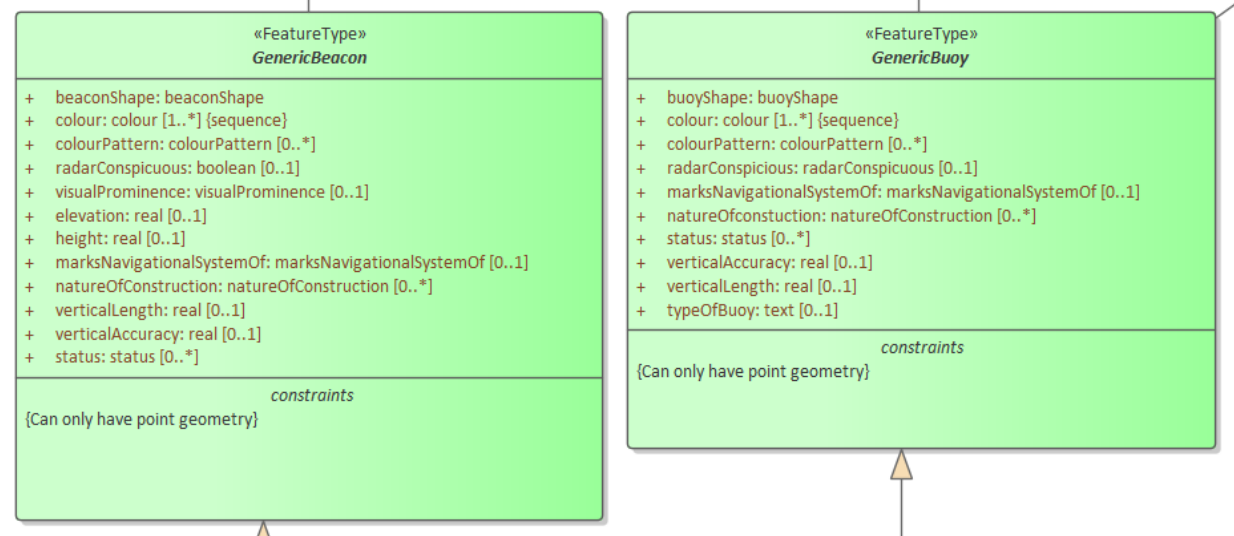 «FeatureType»
GenericBeacon
+ beaconShape: beaconShape
+ colour: colour [1..*] {sequence}
+ colourPattern: colourPattern [0..*]
+ radarConspicuous: boolean [0..1]
+ visualProminence: visualProminence [0..1]
+ elevation: real [0..1]
+ height: real [0..1]
+ marksNavigationalSystemOf: marksNavigationalSystemOf [0..1]
+ natureOfConstruction: natureOfConstruction [0..*]
+ verticalLength: real [0..1]
+ verticalAccuracy: real [0..1]
+ status: status [0..*]
constraints
{Can only have point geometry}
«FeatureType»
GenericBuoy
+ buoyShape: buoyShape
+ colour: colour [1..*] {sequence}
+ colourPattern: colourPattern [0..*]
+ radarConspicious: radarConspicuous [0..1]
+ marksNavigationalSystemOf: marksNavigationalSystemOf [0..1]
+ natureOfconstuction: natureOfConstruction [0..*]
+ status: status [0..*]
+ verticalAccuracy: real [0..1]
+ verticalLength: real [0..1]
+ typeOfBuoy: text [0..1]
constraints
{Can only have point geometry}